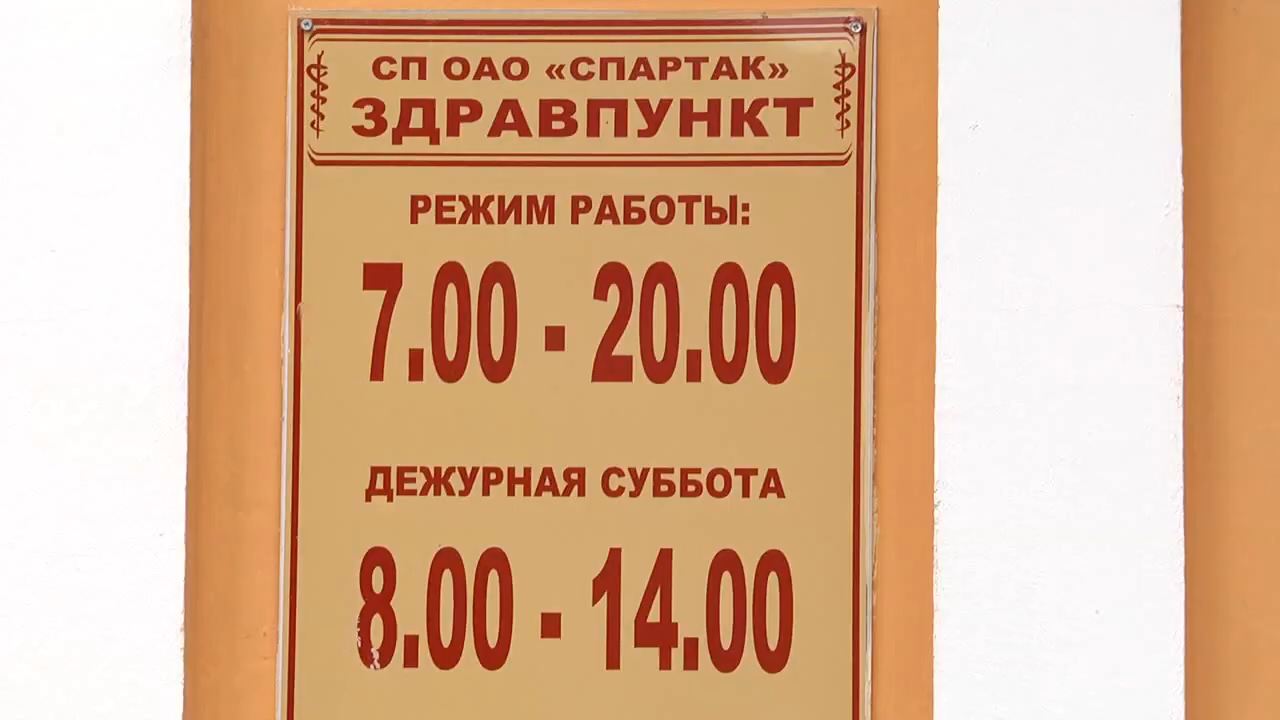 СП ОАО «СПАРТАК»
ЗДРАВПУНКТ
РЕЖИМ РАБОТЫ:
7.00 - 20.00
ДЕЖУРНАЯ СУББОТА
8.00 - 14.00